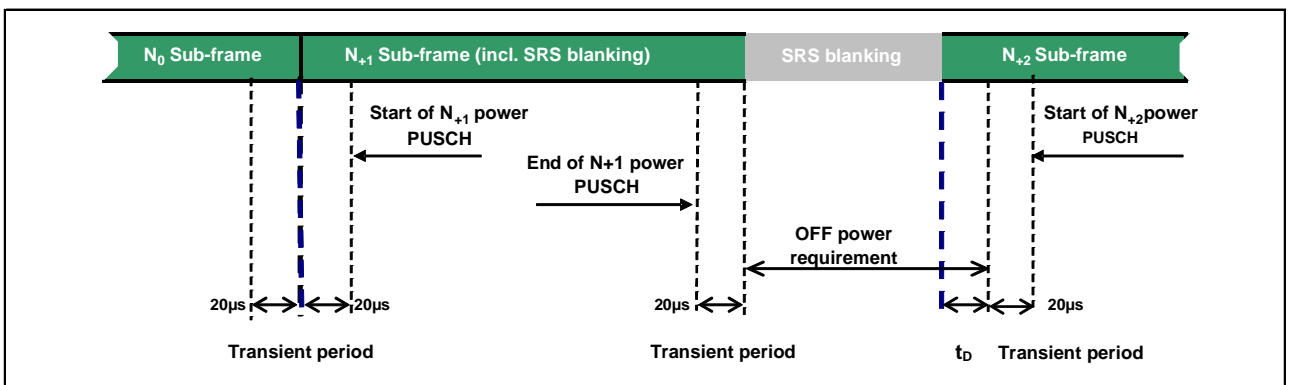 N₀ Sub-frame
N₊₁ Sub-frame (incl. SRS blanking)
SRS blanking
N₊₂ Sub-frame
Start of N₊₁ power
PUSCH
End of N+1 power
PUSCH
Start of N₊₂power
PUSCH
OFF power
requirement
20µs
20µs
20µs
20µs
Transient period
Transient period
tD
Transient period